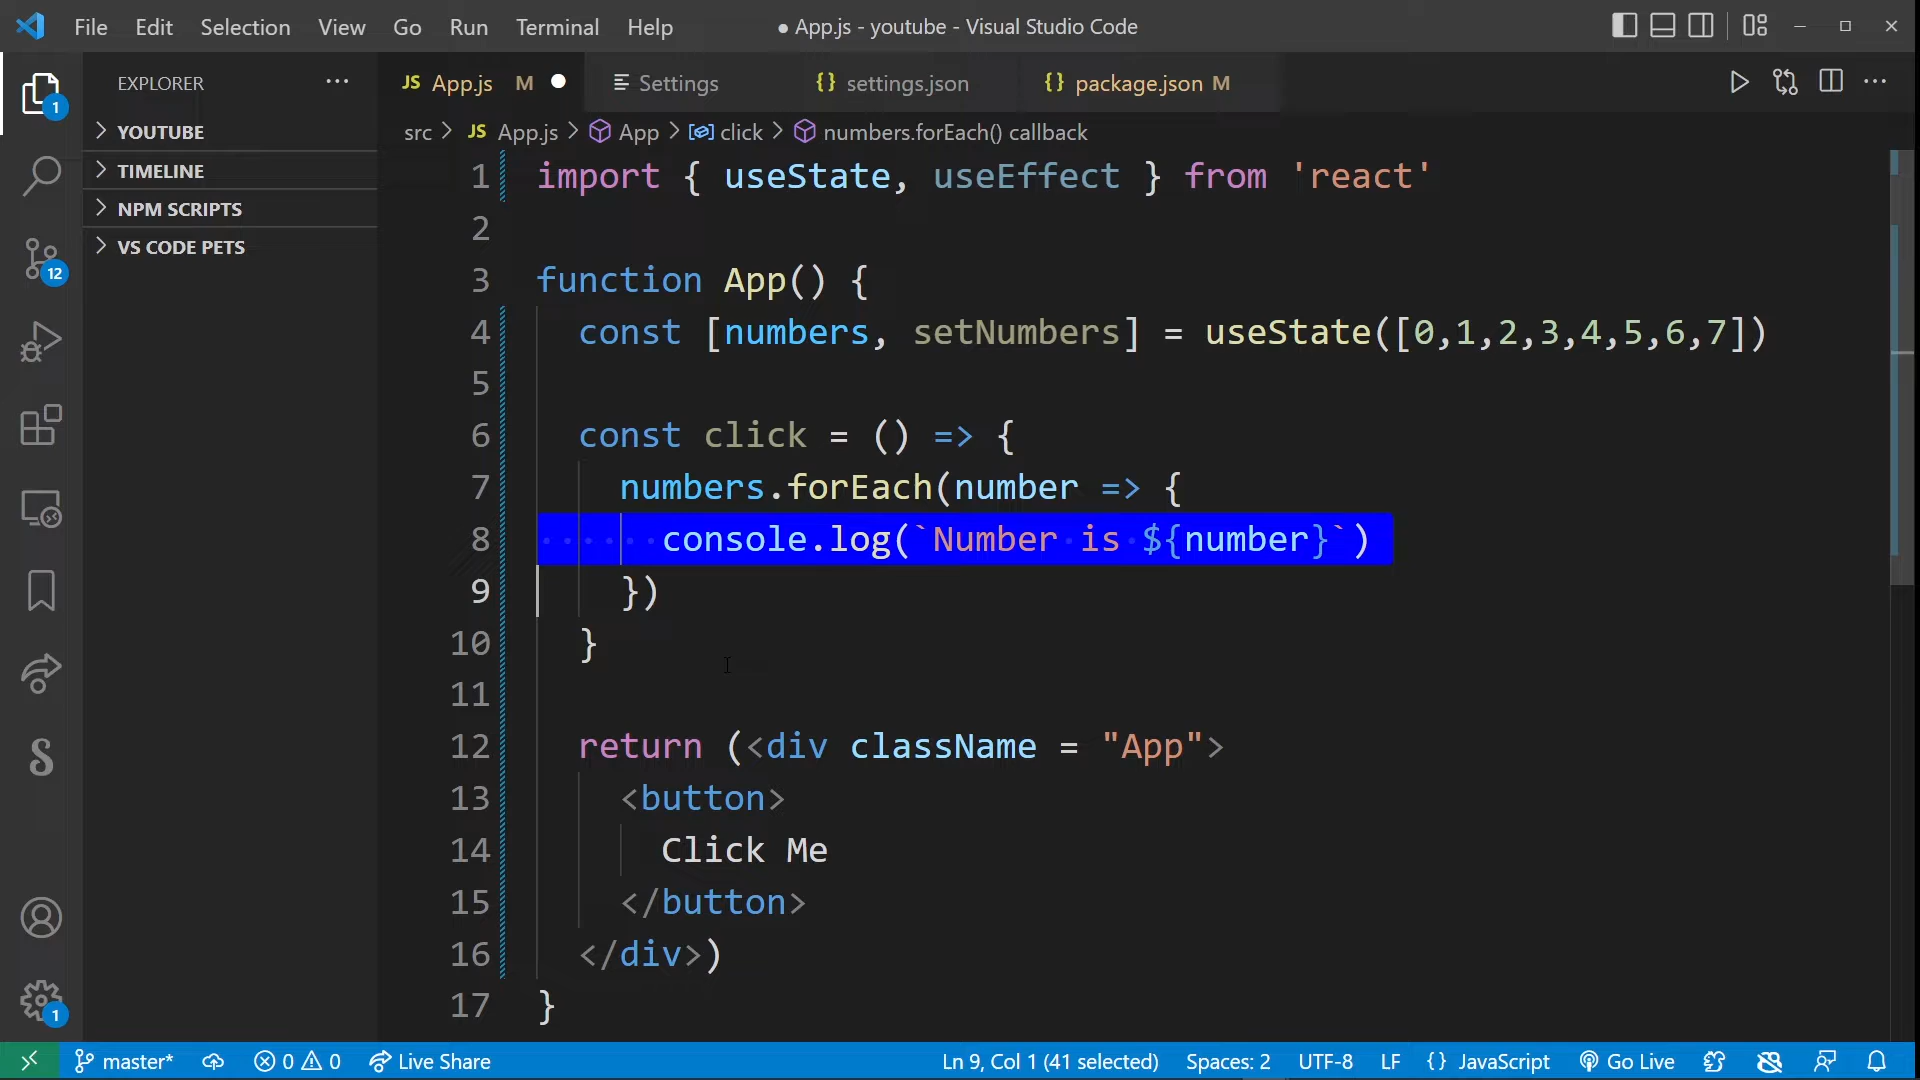 File Edit Selection View Go Run Terminal Help ● App.js - youtube - Visual Studio Code
EXPLORER ···
JS App.js M ● Settings {} settings.json {} package.json M ···
1
YOUTUBE
TIMELINE
NPM SCRIPTS
VS CODE PETS
12
1
src > JS App.js > App > click > numbers.forEach() callback
1 import { useState, useEffect } from 'react'
2
3 function App() {
4 const [numbers, setNumbers] = useState([0,1,2,3,4,5,6,7])
5
6 const click = () => {
7 numbers.forEach(number => {
8 console.log(`Number is ${number}`)
9 })
10 }
11
12 return (<div className = "App">
13 <button>
14 Click Me
15 </button>
16 </div>)
17 }
master* 0 0 Live Share Ln 9, Col 1 (41 selected) Spaces: 2 UTF-8 LF {} JavaScript Go Live